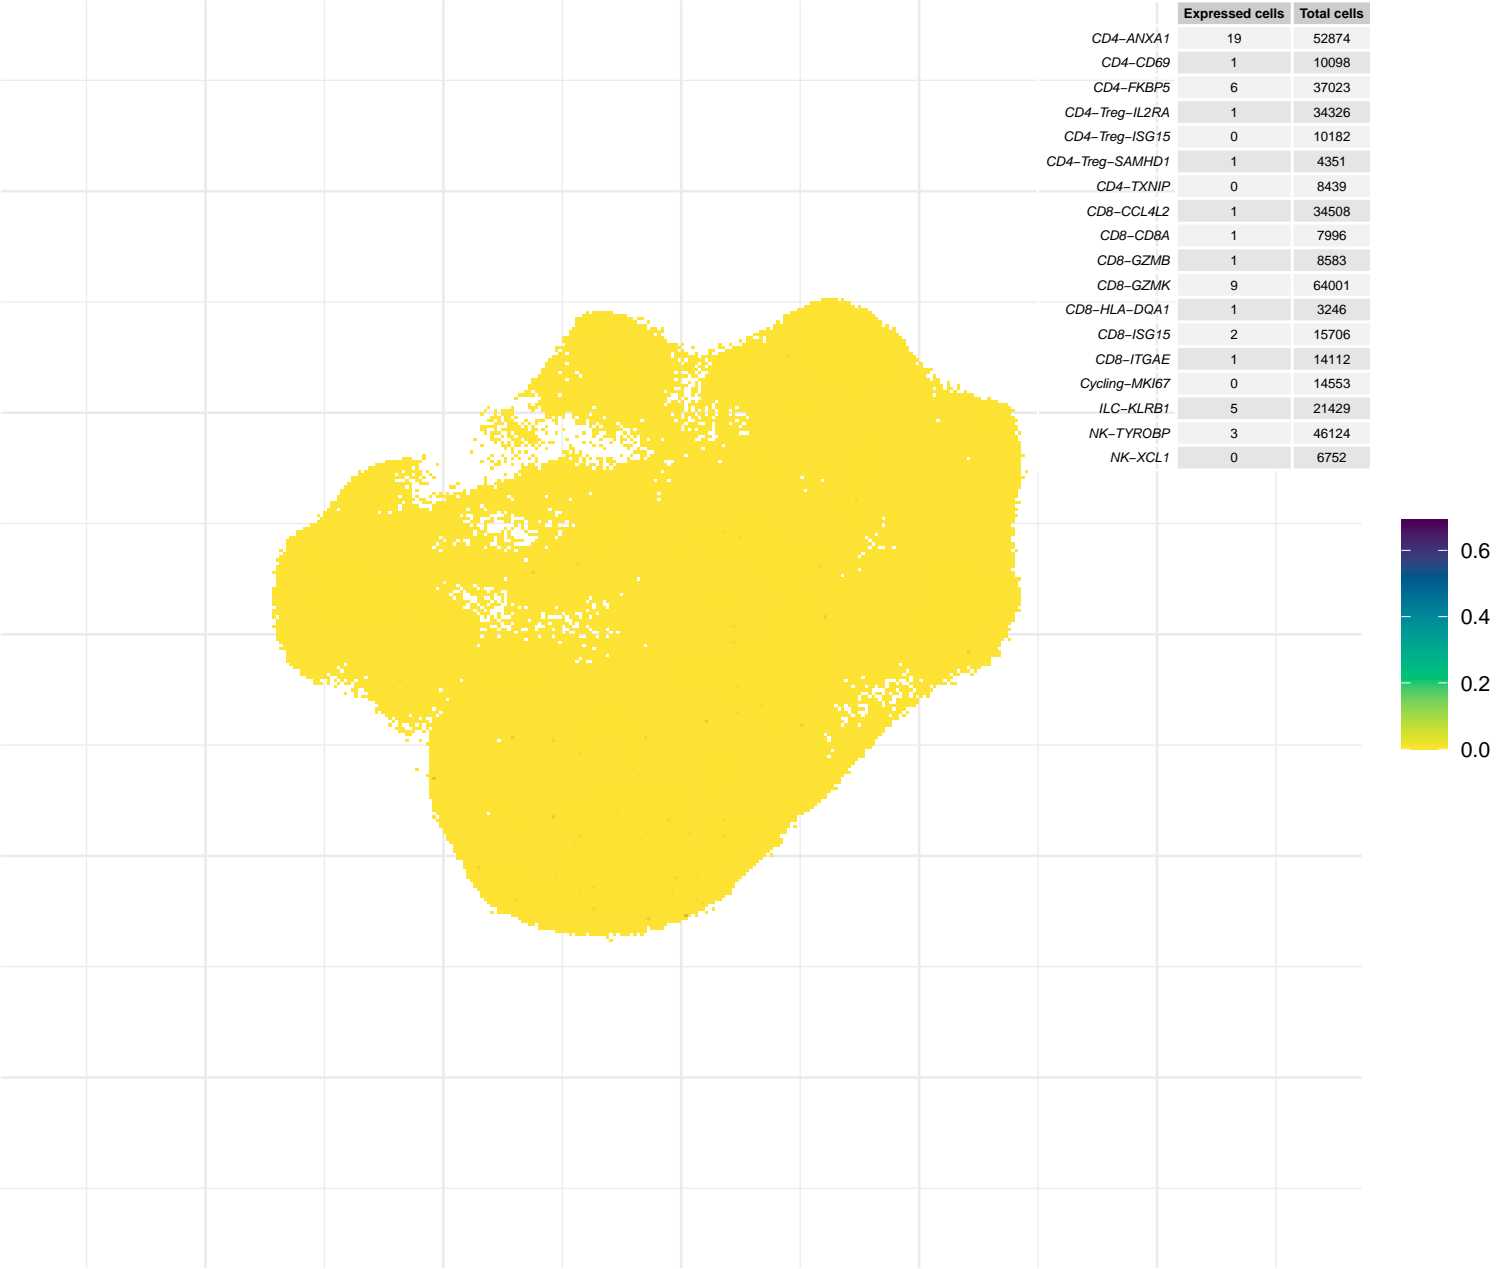 Expressed cells Total cells
CD4−ANXA1 19 52874
CD4−CD69 1 10098
CD4−FKBP5 6 37023
CD4−Treg−IL2RA 1 34326
CD4−Treg−ISG15 0 10182
CD4−Treg−SAMHD1 1 4351
CD4−TXNIP 0 8439
CD8−CCL4L2 1 34508
CD8−CD8A 1 7996
CD8−GZMB 1 8583
CD8−GZMK 9 64001
CD8−HLA−DQA1 1 3246
CD8−ISG15 2 15706
CD8−ITGAE 1 14112
Cycling−MKI67 0 14553
ILC−KLRB1 5 21429
NK−TYROBP 3 46124
NK−XCL1 0 6752
0.6
0.4
0.2
0.0